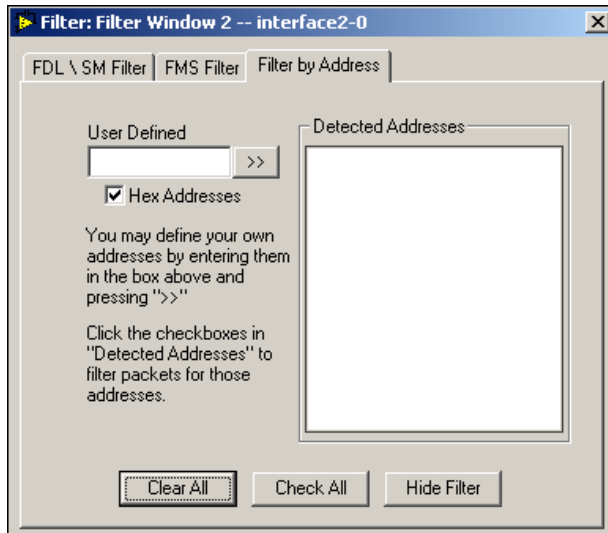 Filter: Filter Window 2 -- interface2-0
FDL \ SM Filter
FMS Filter
Filter by Address
User Defined
>>
Hex Addresses
You may define your own
addresses by entering them
in the box above and
pressing ">>"
Click the checkboxes in
"Detected Addresses" to
filter packets for those
addresses.
Detected Addresses
Clear All
Check All
Hide Filter